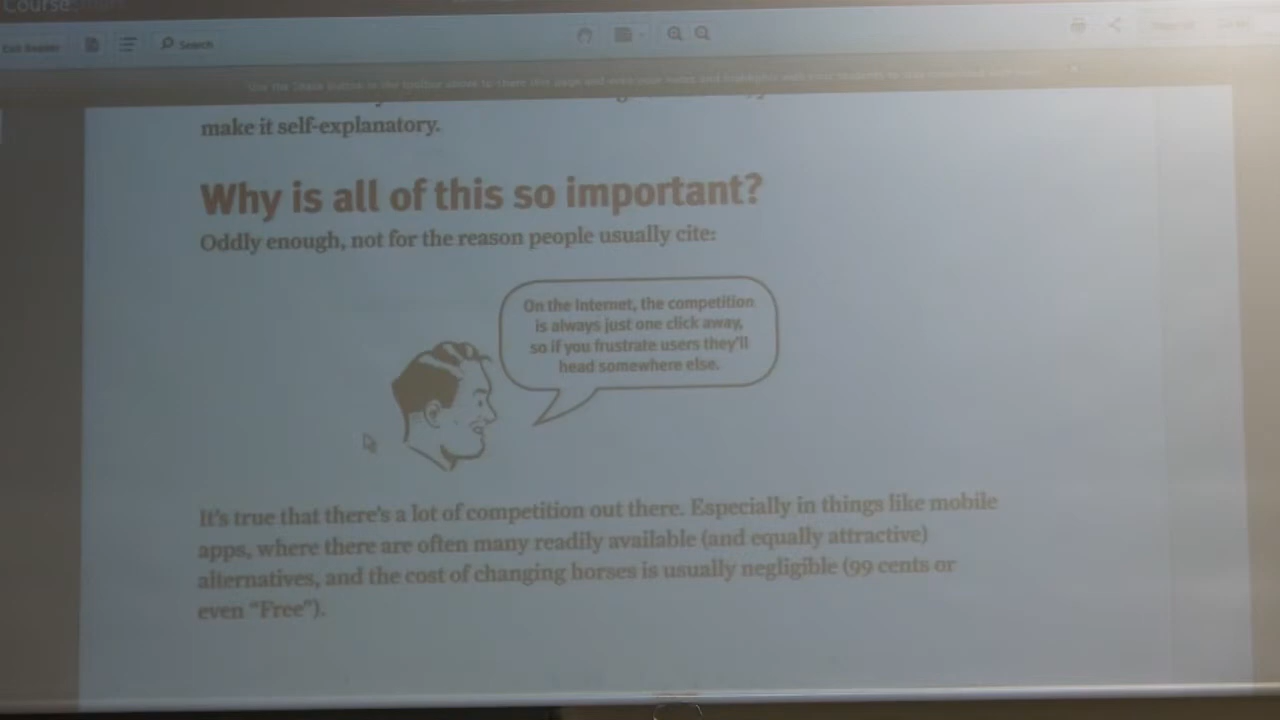 Course
Search
make it self-explanatory.
Why is all of this so important?
Oddly enough, not for the reason people usually cite:
On the Internet, the competition
is always just one click away,
so if you frustrate users they'll
head somewhere else.
It's true that there's a lot of competition out there. Especially in things like mobile
apps, where there are often many readily available (and equally attractive)
alternatives, and the cost of changing horses is usually negligible (99 cents or
even “Free”).